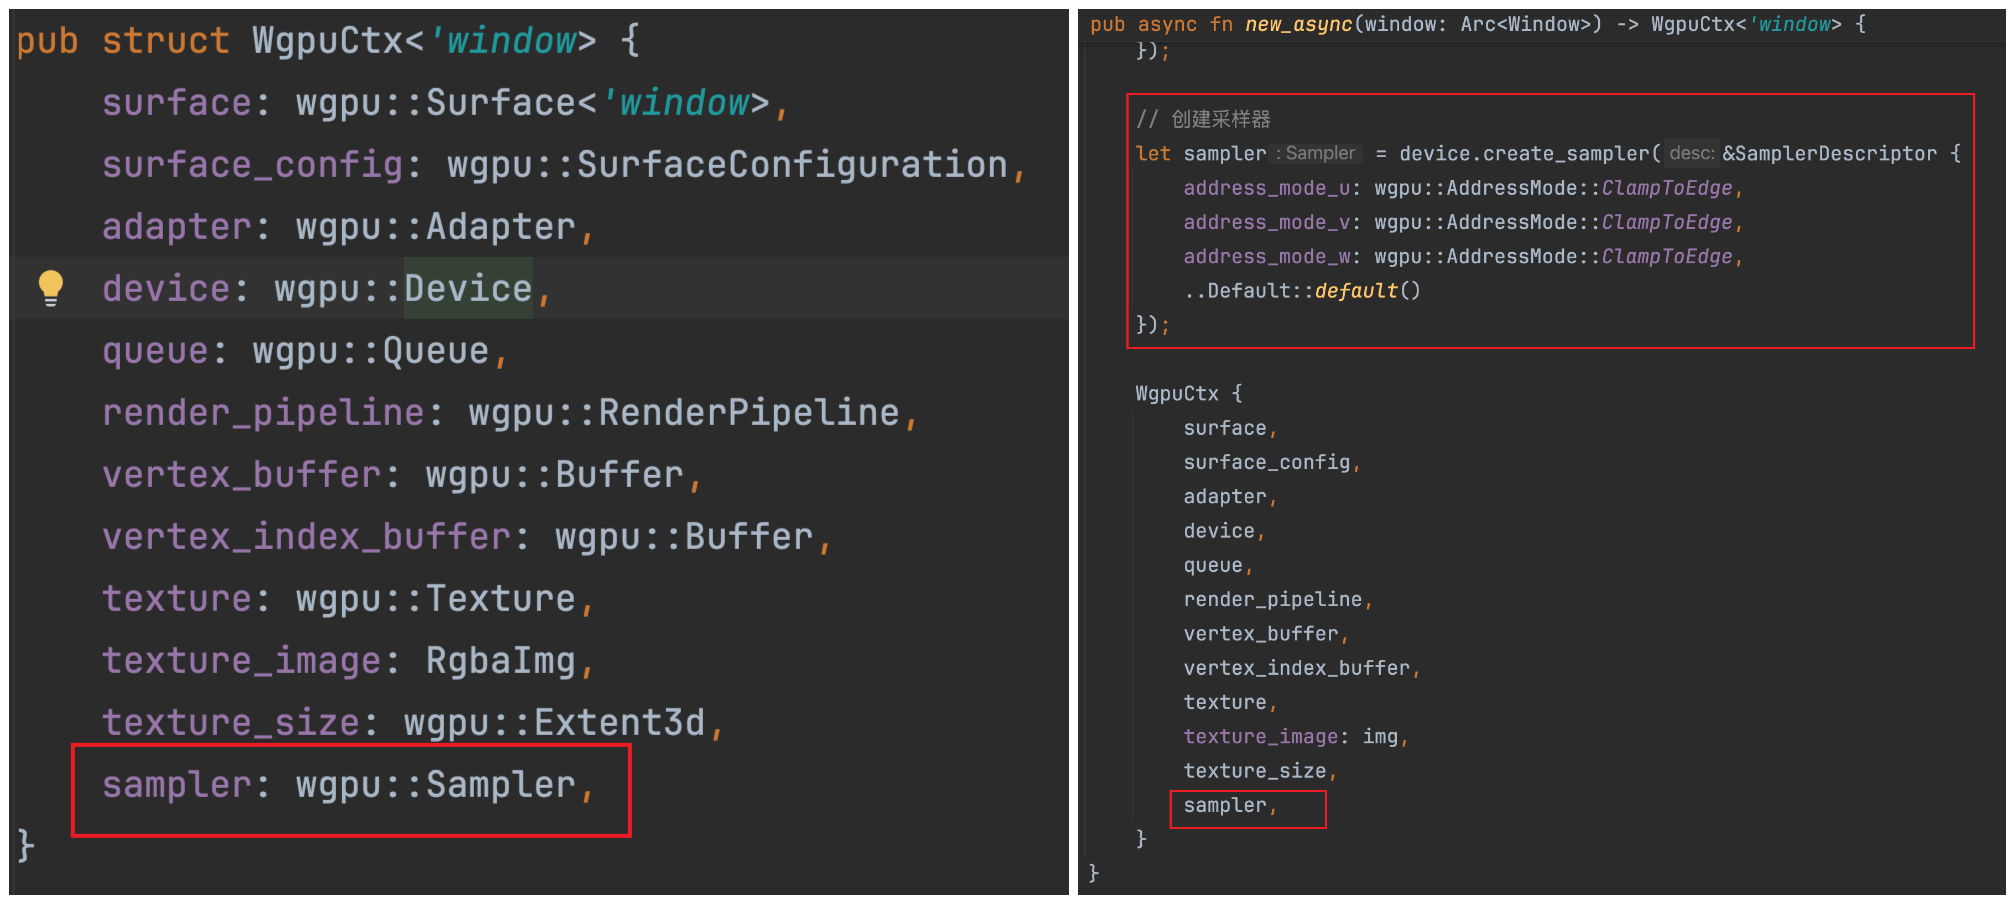 pub struct WgpuCtx<'window> {
surface: wgpu::Surface<'window>,
surface_config: wgpu::SurfaceConfiguration,
adapter: wgpu::Adapter,
device: wgpu::Device,
queue: wgpu::Queue,
render_pipeline: wgpu::RenderPipeline,
vertex_buffer: wgpu::Buffer,
vertex_index_buffer: wgpu::Buffer,
texture: wgpu::Texture,
texture_image: RgbaImg,
texture_size: wgpu::Extent3d,
sampler: wgpu::Sampler,
}
pub async fn new_async(window: Arc<Window>) -> WgpuCtx<'window> {
});
// 创建采样器
let sampler : Sampler = device.create_sampler( desc: &SamplerDescriptor {
address_mode_u: wgpu::AddressMode::ClampToEdge,
address_mode_v: wgpu::AddressMode::ClampToEdge,
address_mode_w: wgpu::AddressMode::ClampToEdge,
..Default::default()
});
WgpuCtx {
surface,
surface_config,
adapter,
device,
queue,
render_pipeline,
vertex_buffer,
vertex_index_buffer,
texture,
texture_image: img,
texture_size,
sampler,
}
}